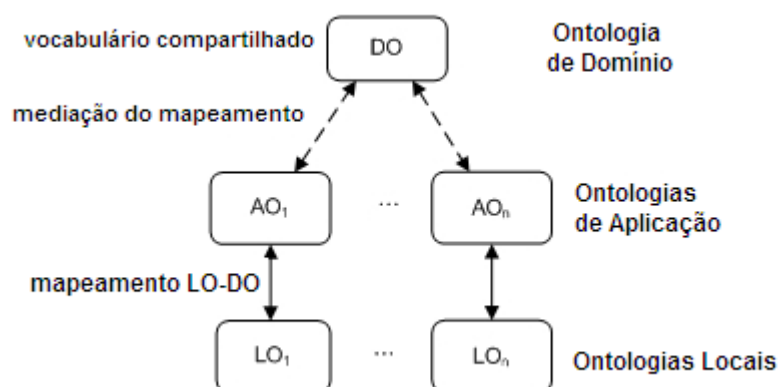 vocabulário compartilhado
DO
Ontologia
de Domínio
mediação do mapeamento
AO₁
...
AOₙ
Ontologias
de Aplicação
mapeamento LO-DO
LO₁
...
LOₙ
Ontologias Locais